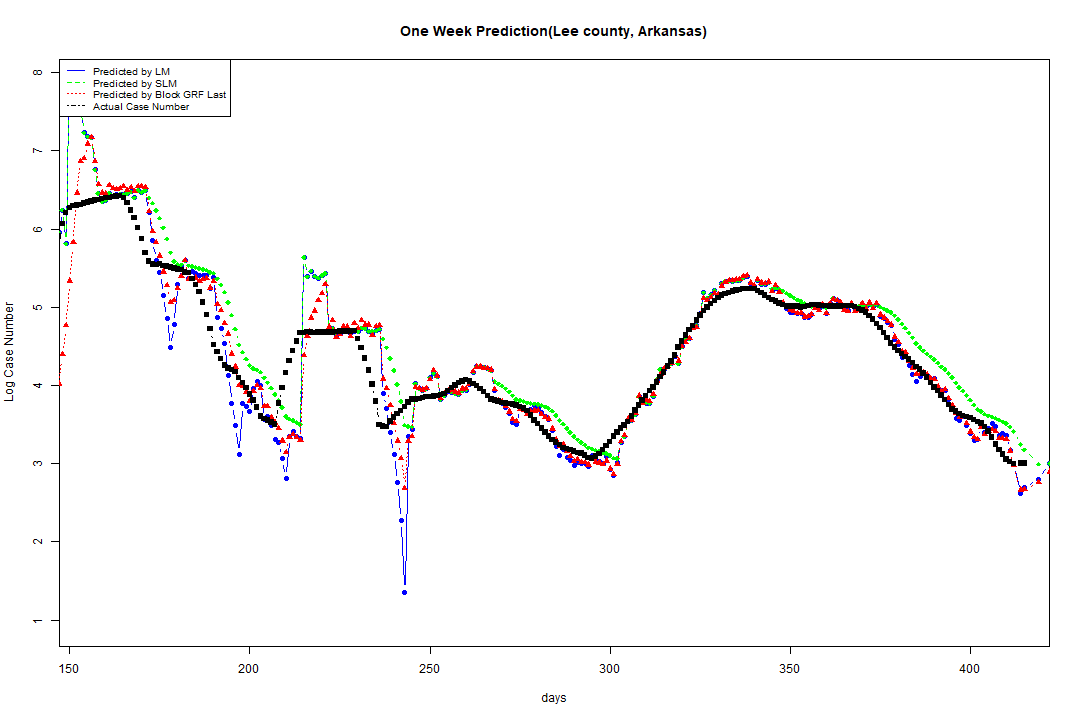 One Week Prediction(Lee county, Arkansas)
Predicted by LM
Predicted by SLM
Predicted by Block GRF Last
Actual Case Number
Log Case Number
8
7
6
5
4
3
2
1
150 200 250 300 350 400
days